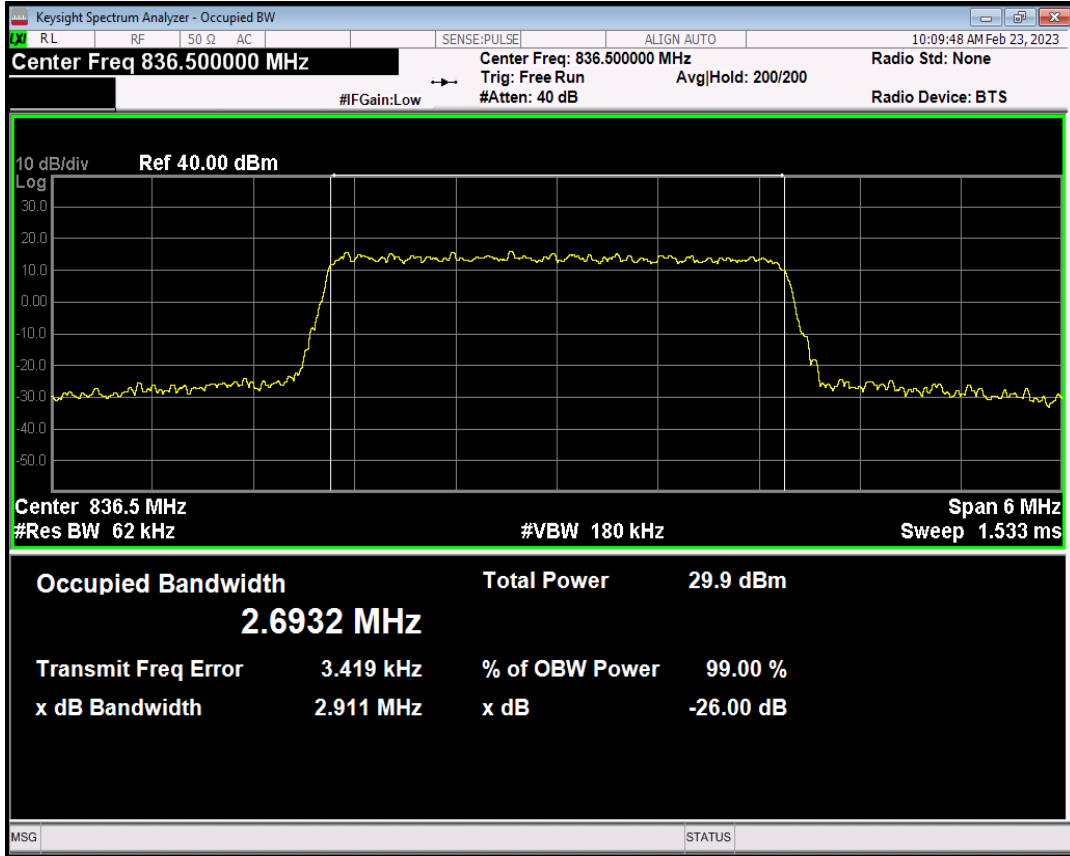 Keysight Spectrum Analyzer - Occupied BW
LXI RL RF 50 Ω AC SENSE:PULSE ALIGN AUTO 10:09:48 AM Feb 23, 2023
Center Freq 836.500000 MHz Center Freq: 836.500000 MHz Radio Std: None
Trig: Free Run Avg|Hold: 200/200
#IFGain:Low #Atten: 40 dB Radio Device: BTS
10 dB/div Ref 40.00 dBm
Log
30.0
20.0
10.0
0.00
-10.0
-20.0
-30.0
-40.0
-50.0
Center 836.5 MHz Span 6 MHz
#Res BW 62 kHz #VBW 180 kHz Sweep 1.533 ms
Occupied Bandwidth Total Power 29.9 dBm
2.6932 MHz
Transmit Freq Error 3.419 kHz % of OBW Power 99.00 %
x dB Bandwidth 2.911 MHz x dB -26.00 dB
MSG STATUS